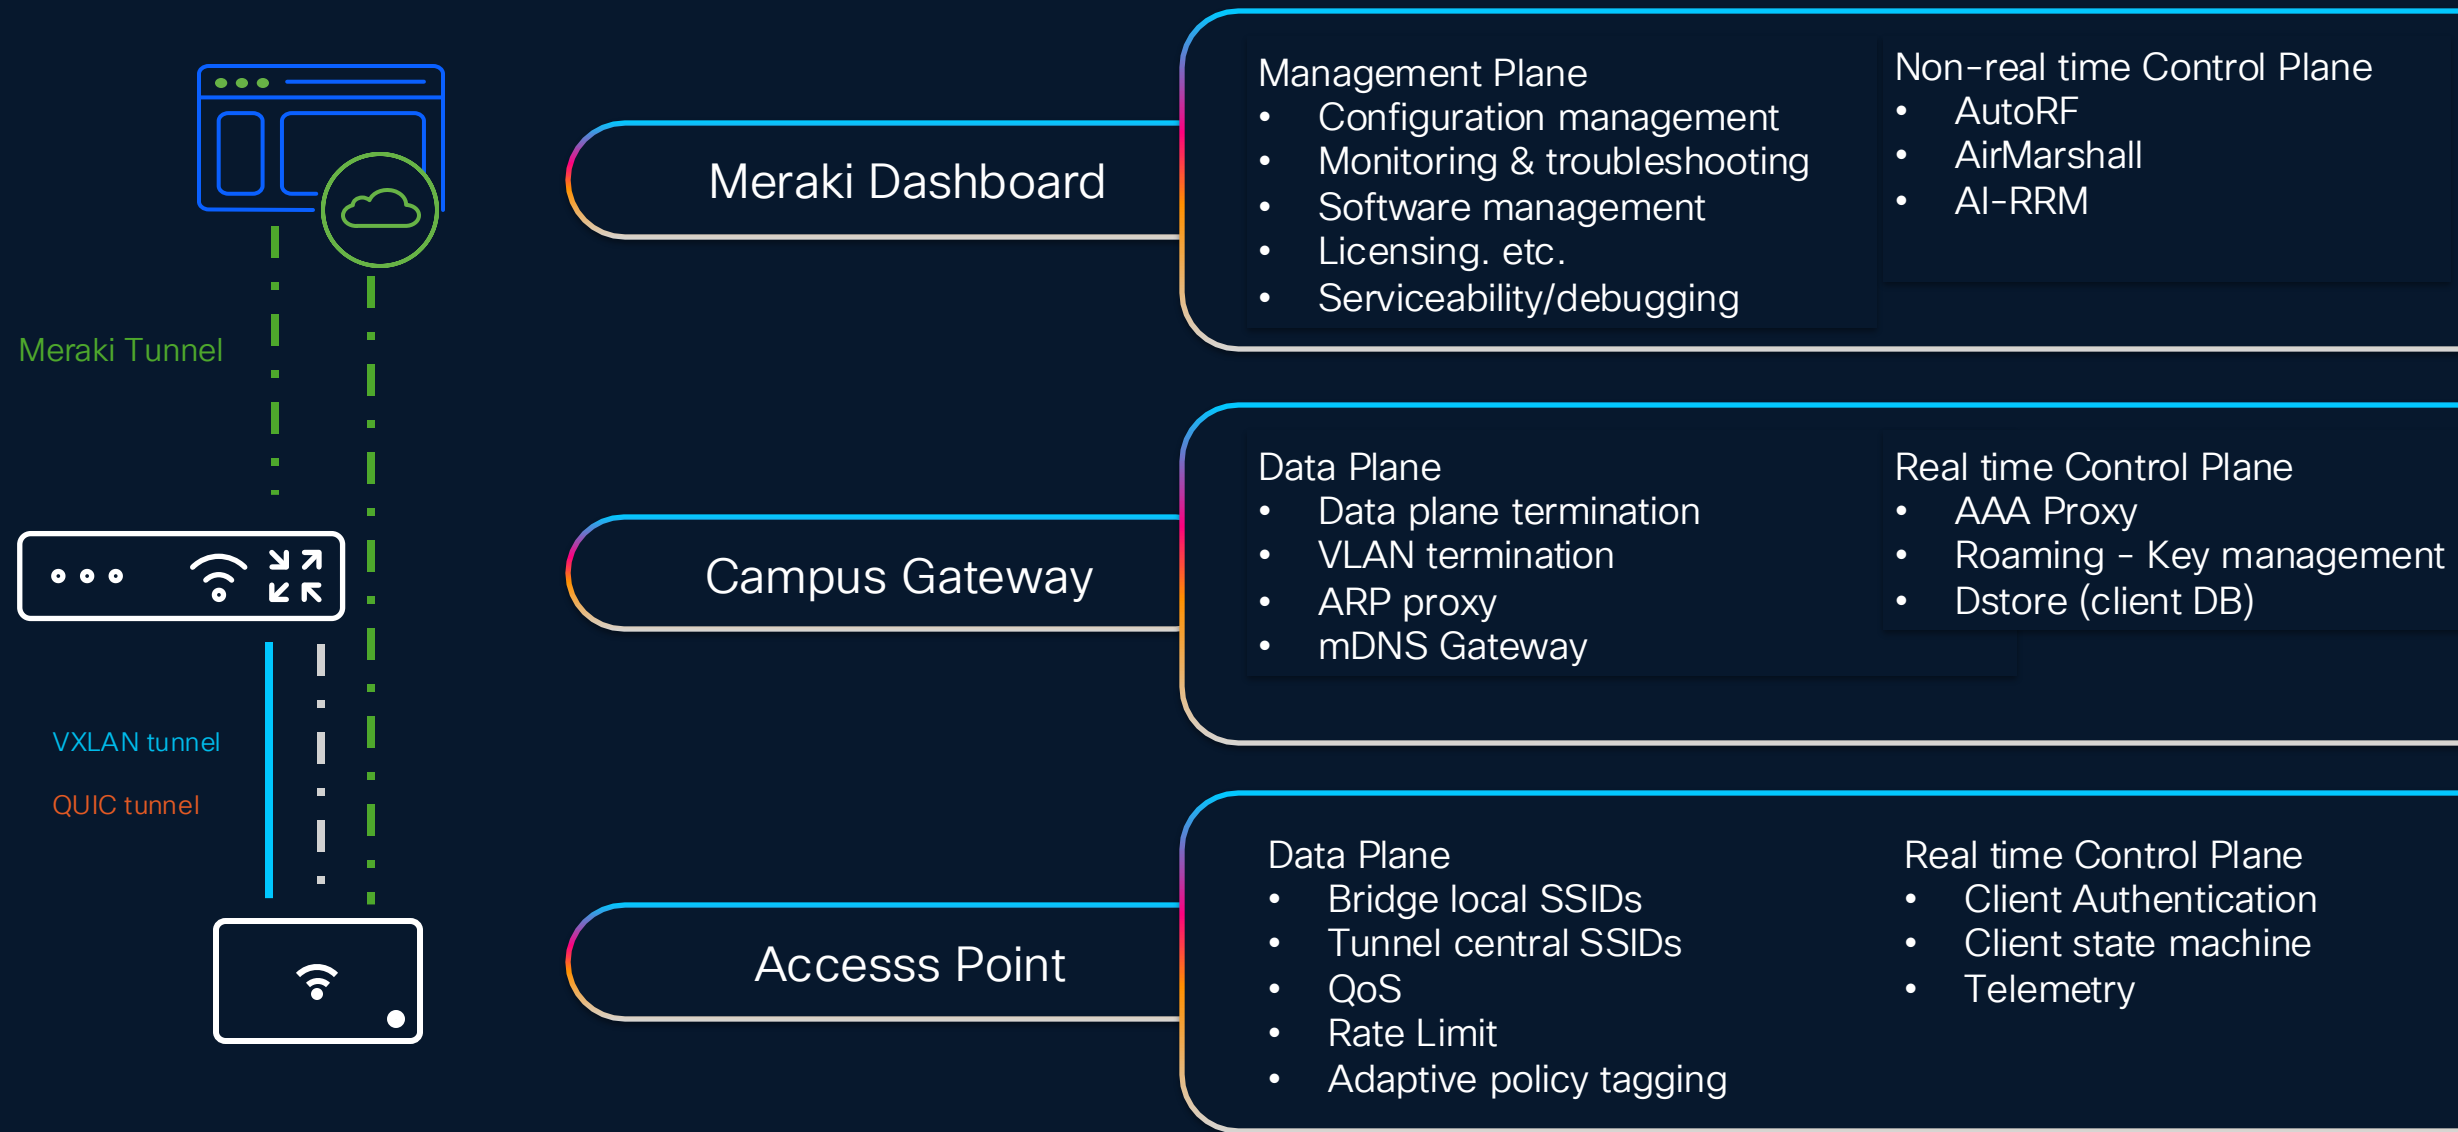 Meraki Tunnel
VXLAN tunnel
QUIC tunnel
Meraki Dashboard
Management Plane
• Configuration management
• Monitoring & troubleshooting
• Software management
• Licensing. etc.
• Serviceability/debugging
Non-real time Control Plane
• AutoRF
• AirMarshall
• AI-RRM
Campus Gateway
Data Plane
• Data plane termination
• VLAN termination
• ARP proxy
• mDNS Gateway
Real time Control Plane
• AAA Proxy
• Roaming - Key management
• Dstore (client DB)
Accesss Point
Data Plane
• Bridge local SSIDs
• Tunnel central SSIDs
• QoS
• Rate Limit
• Adaptive policy tagging
Real time Control Plane
• Client Authentication
• Client state machine
• Telemetry